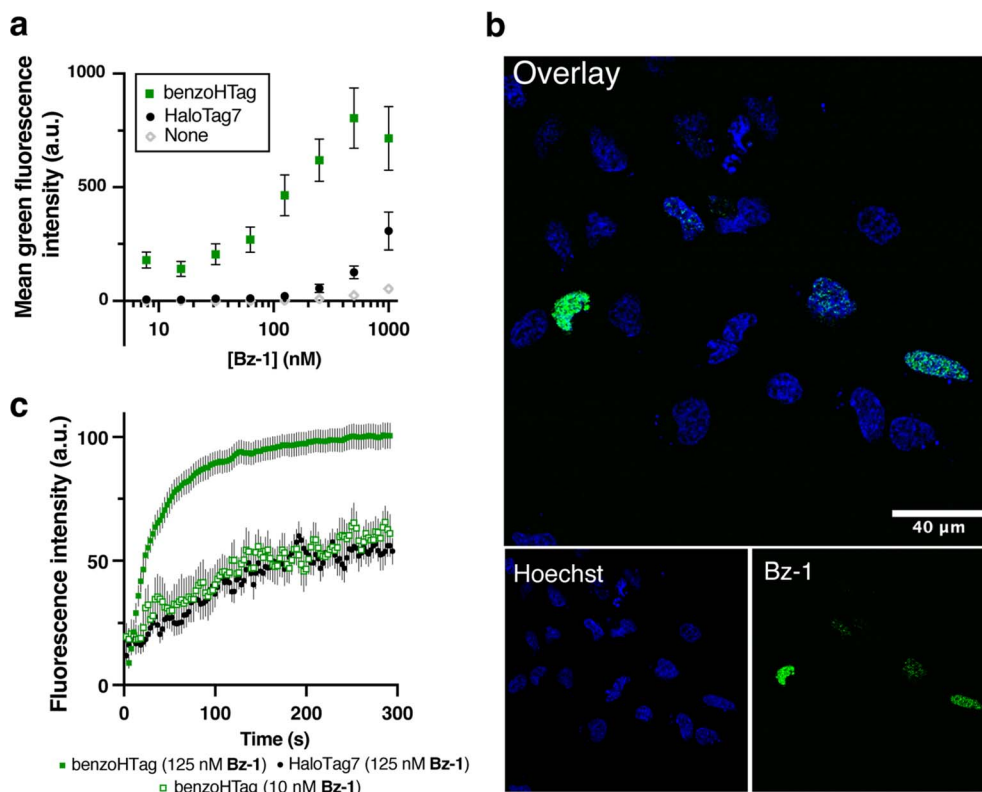 a
Mean green fluorescence
intensity (a.u.)
1000
500
0
benzoHTag
HaloTag7
None
10
100
1000
[Bz-1] (nM)
b
Overlay
40 µm
Hoechst
Bz-1
c
Fluorescence intensity (a.u.)
100
50
0
0
100
200
300
Time (s)
benzoHTag (125 nM Bz-1)
HaloTag7 (125 nM Bz-1)
benzoHTag (10 nM Bz-1)